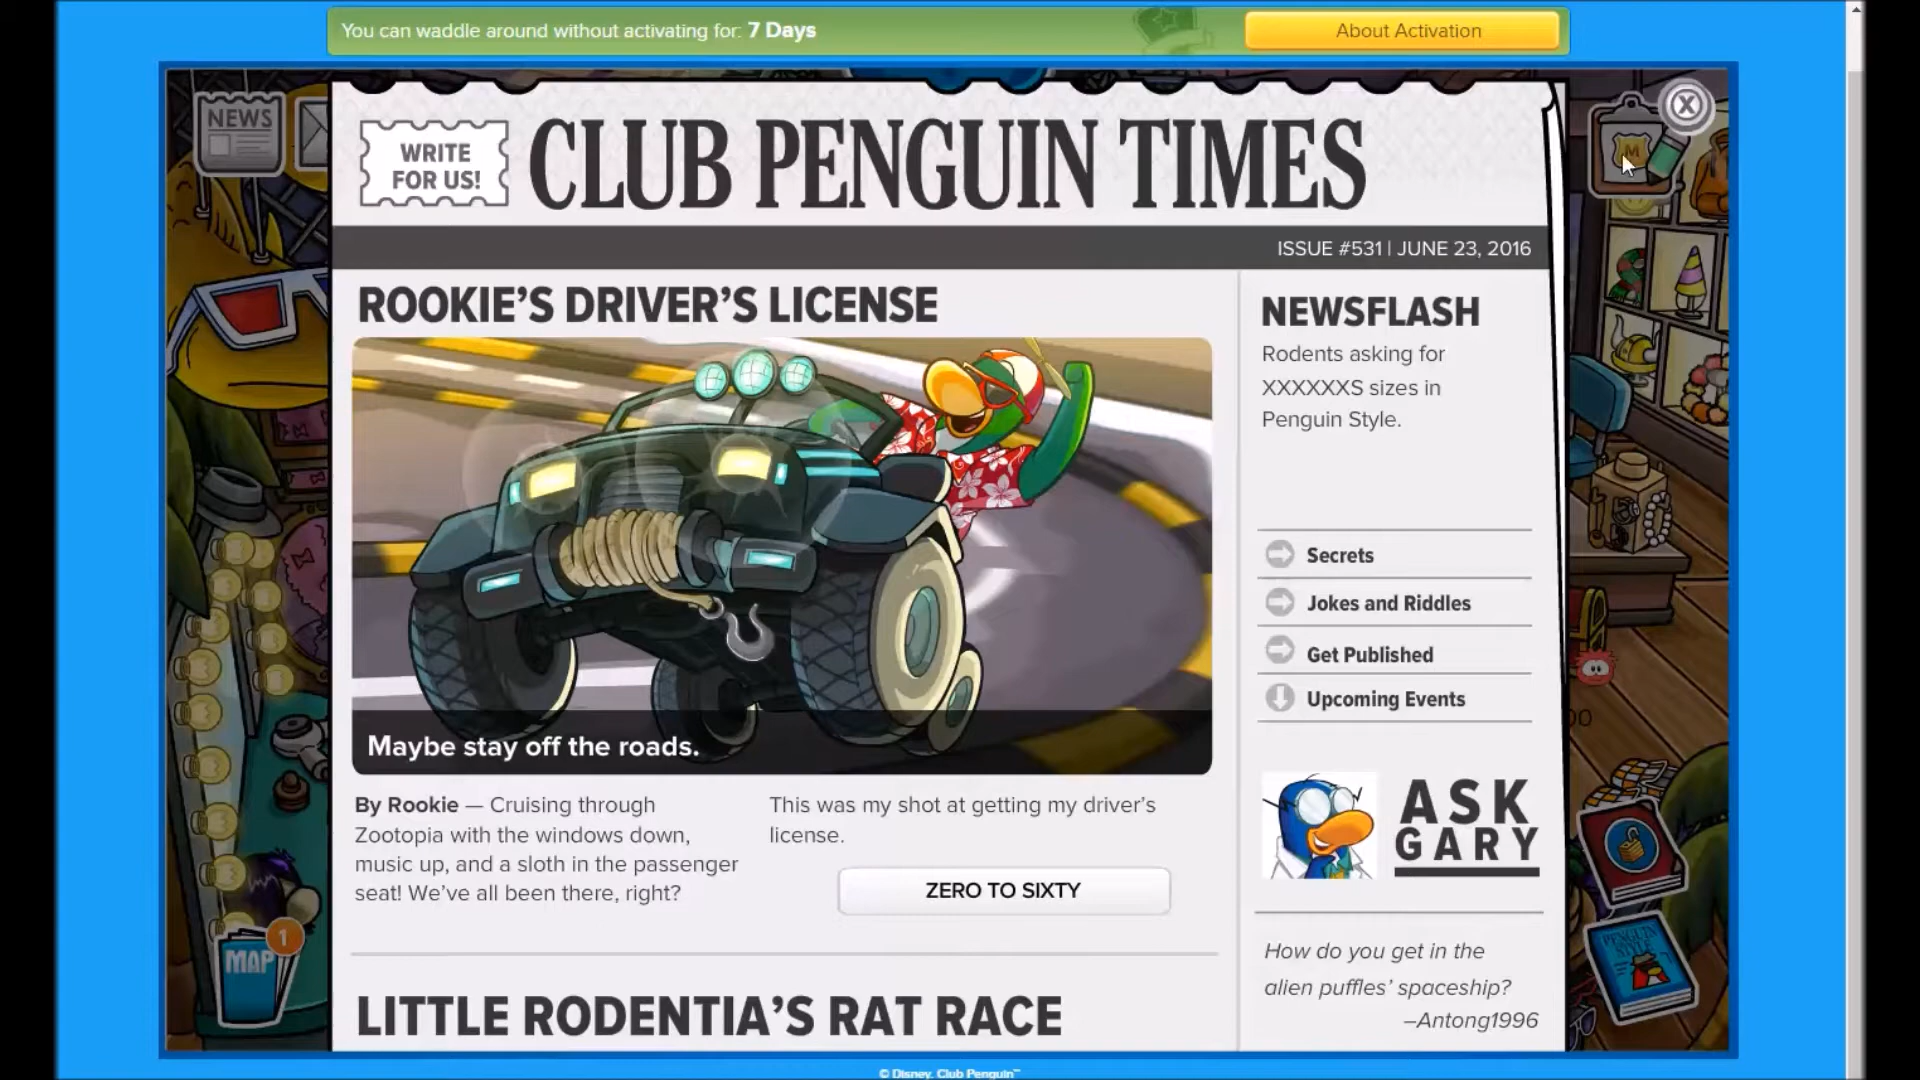 You can waddle around without activating for: 7 Days
About Activation
NEWS
WRITE
FOR US!
CLUB PENGUIN TIMES
X
M
ISSUE #531 | JUNE 23, 2016
ROOKIE'S DRIVER'S LICENSE
Maybe stay off the roads.
By Rookie — Cruising through
Zootopia with the windows down,
music up, and a sloth in the passenger
seat! We've all been there, right?
This was my shot at getting my driver's
license.
ZERO TO SIXTY
LITTLE RODENTIA'S RAT RACE
NEWSFLASH
Rodents asking for
XXXXXXS sizes in
Penguin Style.
Secrets
Jokes and Riddles
Get Published
Upcoming Events
ASK
GARY
How do you get in the
alien puffles' spaceship?
–Antong1996
1
MAP
PENGUIN
STYLE
© Disney. Club Penguin™